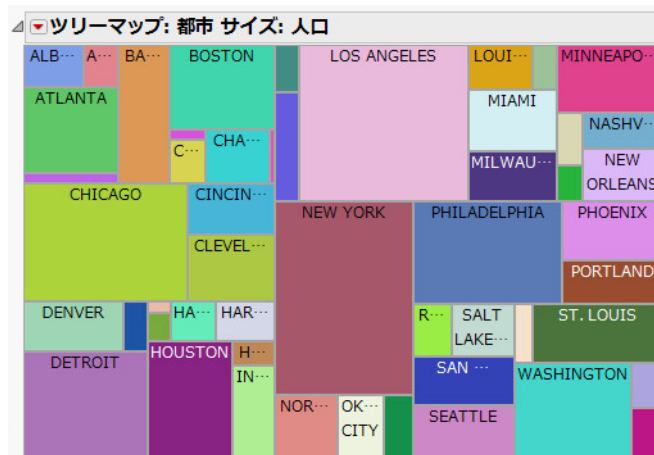 ツリーマップ: 都市 サイズ: 人口
ALB…
A…
BA…
BOSTON
LOS ANGELES
LOUI…
MINNEAPO…
ATLANTA
MIAMI
C…
CHA…
NASHV…
MILWAU…
NEW
ORLEANS
CHICAGO
CINCIN…
NEW YORK
PHILADELPHIA
PHOENIX
CLEVEL…
PORTLAND
DENVER
HA…
HAR…
R…
SALT
LAKE…
ST. LOUIS
DETROIT
HOUSTON
H…
IN…
SAN …
WASHINGTON
NOR…
OK…
CITY
SEATTLE